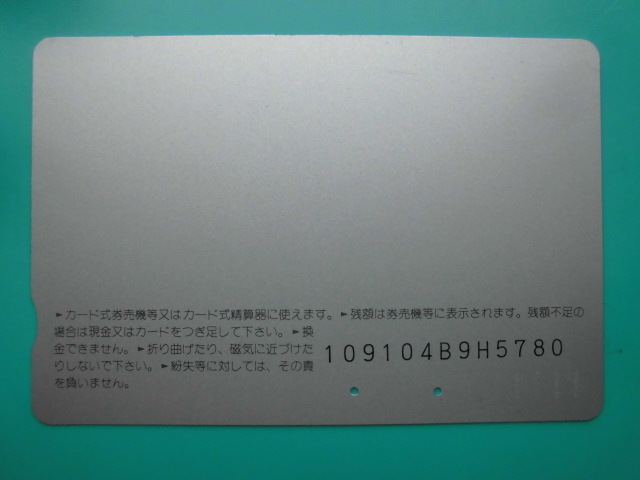 ►カード式券売機等又はカード式精算器に使えます。►残額は券売機等に表示されます。残額不足の
場合は現金又はカードをつぎ足して下さい。►換
金できません。►折り曲げたり、磁気に近づけた
りしないで下さい。►紛失等に対しては、その責
を負いません。
109104B9H5780